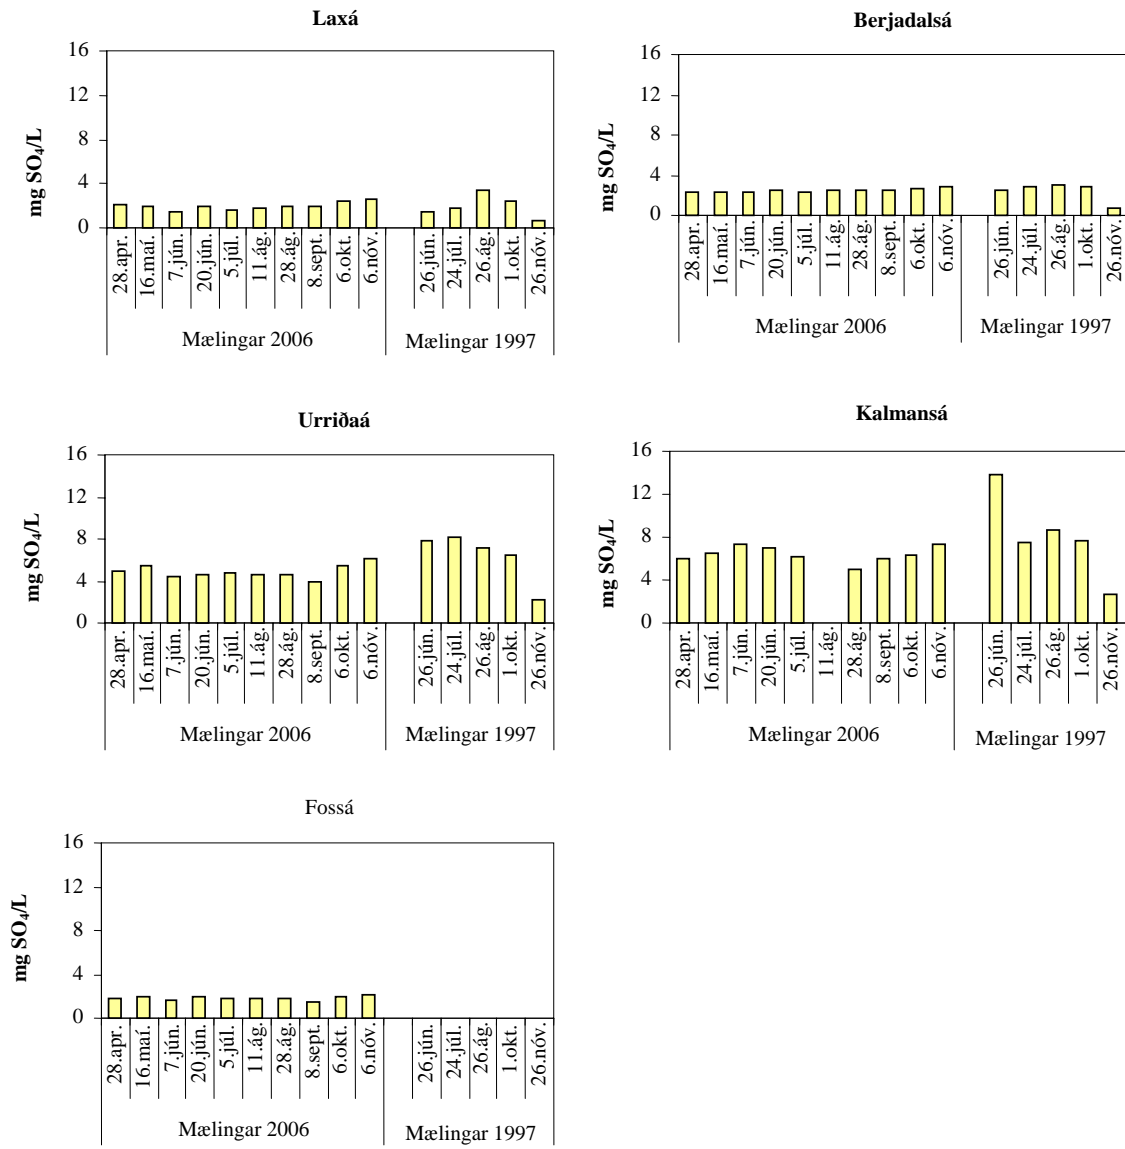 Laxá
16
12
8
4
0
mg SO₄/L
28.apr.
16.maí.
7.jún.
20.jún.
5.júl.
11.ág.
28.ág.
8.sept.
6.okt.
6.nóv.
26.jún.
24.júl.
26.ág.
1.okt.
26.nóv.
Mælingar 2006
Mælingar 1997
Berjadalsá
16
12
8
4
0
mg SO₄/L
28.apr.
16.maí.
7.jún.
20.jún.
5.júl.
11.ág.
28.ág.
8.sept.
6.okt.
6.nóv.
26.jún.
24.júl.
26.ág.
1.okt.
26.nóv.
Mælingar 2006
Mælingar 1997
Urriðaá
16
12
8
4
0
mg SO₄/L
28.apr.
16.maí.
7.jún.
20.jún.
5.júl.
11.ág.
28.ág.
8.sept.
6.okt.
6.nóv.
26.jún.
24.júl.
26.ág.
1.okt.
26.nóv.
Mælingar 2006
Mælingar 1997
Kalmansá
16
12
8
4
0
mg SO₄/L
28.apr.
16.maí.
7.jún.
20.jún.
5.júl.
11.ág.
28.ág.
8.sept.
6.okt.
6.nóv.
26.jún.
24.júl.
26.ág.
1.okt.
26.nóv.
Mælingar 2006
Mælingar 1997
Fossá
16
12
8
4
0
mg SO₄/L
28.apr.
16.maí.
7.jún.
20.jún.
5.júl.
11.ág.
28.ág.
8.sept.
6.okt.
6.nóv.
26.jún.
24.júl.
26.ág.
1.okt.
26.nóv.
Mælingar 2006
Mælingar 1997